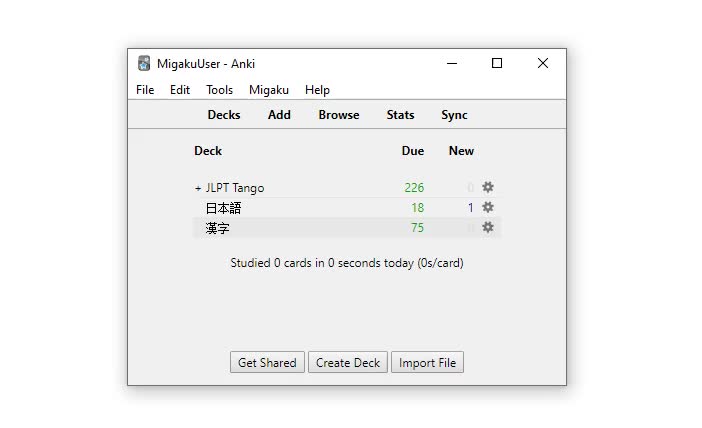 MigakuUser - Anki
File Edit Tools Migaku Help
Decks Add Browse Stats Sync
Deck Due New
+ JLPT Tango 226 0
日本語 18 1
漢字 75 0
Studied 0 cards in 0 seconds today (0s/card)
Get Shared Create Deck Import File